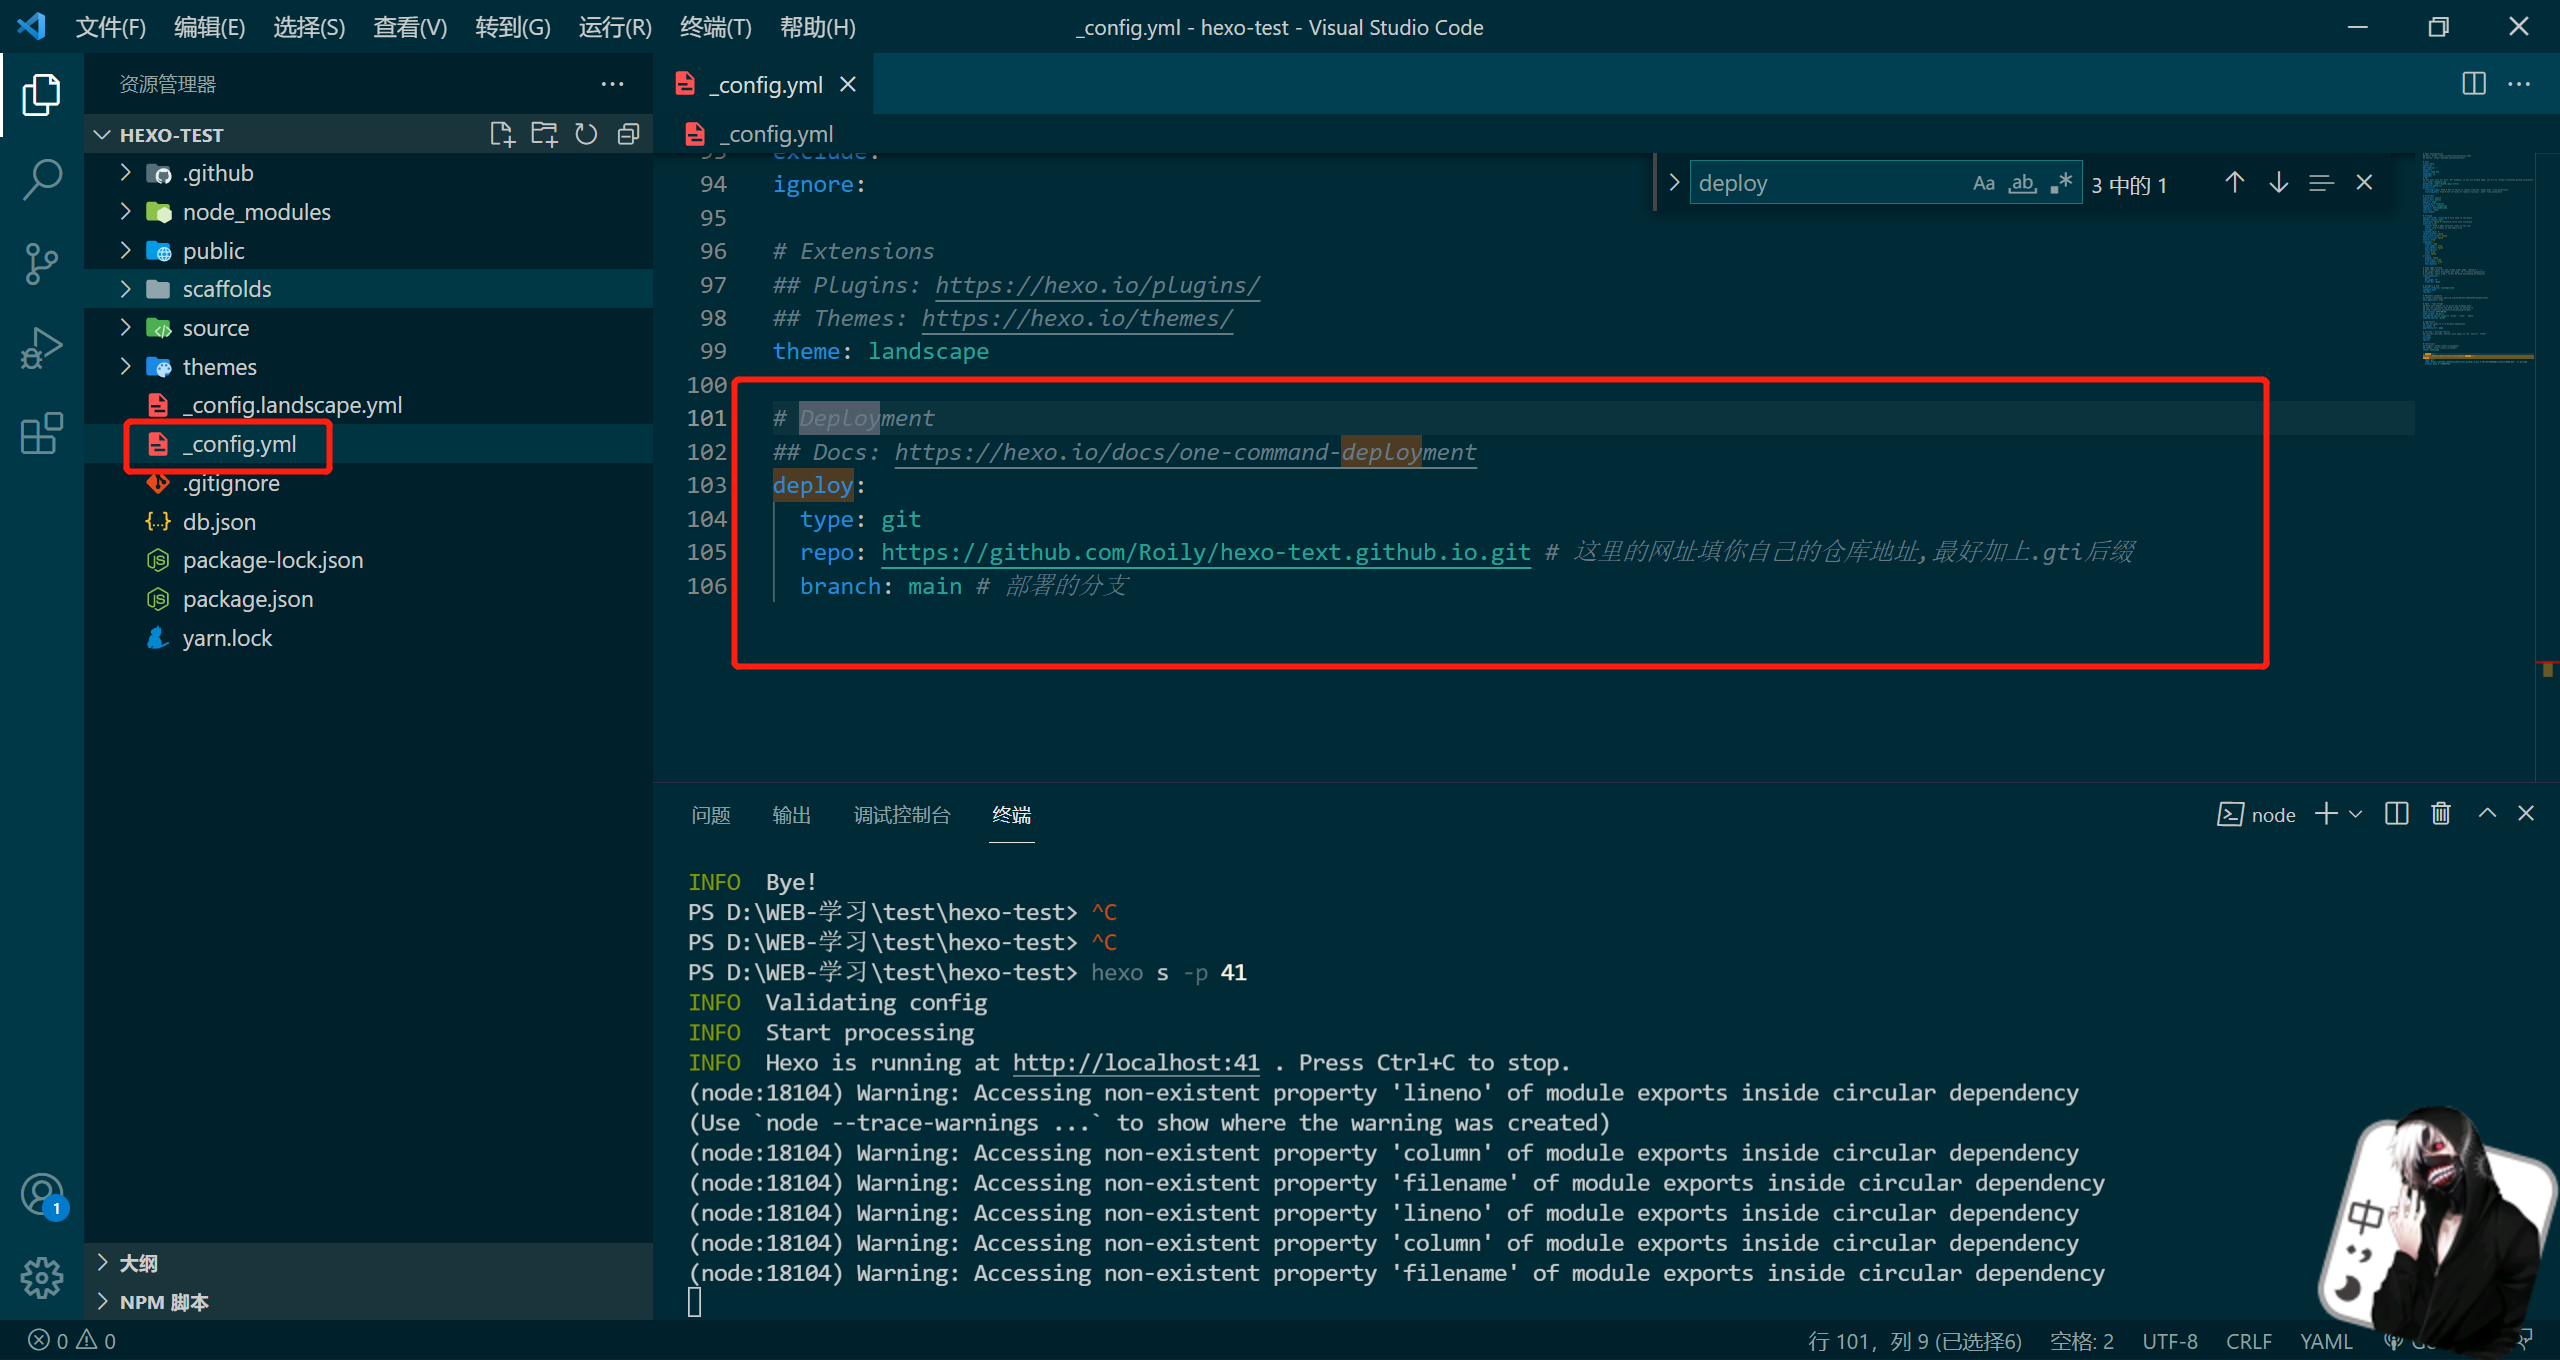 文件(F) 编辑(E) 选择(S) 查看(V) 转到(G) 运行(R) 终端(T) 帮助(H) _config.yml - hexo-test - Visual Studio Code
资源管理器
HEXO-TEST
.github
node_modules
public
scaffolds
source
themes
_config.landscape.yml
_config.yml
.gitignore
db.json
package-lock.json
package.json
yarn.lock
大纲
NPM 脚本
1
_config.yml
_config.yml
deploy Aa ab 3 中的 1
93 exclude:
94 ignore:
95
96 # Extensions
97 ## Plugins: https://hexo.io/plugins/
98 ## Themes: https://hexo.io/themes/
99 theme: landscape
100
101 # Deployment
102 ## Docs: https://hexo.io/docs/one-command-deployment
103 deploy:
104 type: git
105 repo: https://github.com/Roily/hexo-text.github.io.git # 这里的网址填你自己的仓库地址,最好加上.gti后缀
106 branch: main # 部署的分支
问题 输出 调试控制台 终端 node
INFO Bye!
PS D:\WEB-学习\test\hexo-test> ^C
PS D:\WEB-学习\test\hexo-test> ^C
PS D:\WEB-学习\test\hexo-test> hexo s -p 41
INFO Validating config
INFO Start processing
INFO Hexo is running at http://localhost:41 . Press Ctrl+C to stop.
(node:18104) Warning: Accessing non-existent property 'lineno' of module exports inside circular dependency
(Use `node --trace-warnings ...` to show where the warning was created)
(node:18104) Warning: Accessing non-existent property 'column' of module exports inside circular dependency
(node:18104) Warning: Accessing non-existent property 'filename' of module exports inside circular dependency
(node:18104) Warning: Accessing non-existent property 'lineno' of module exports inside circular dependency
(node:18104) Warning: Accessing non-existent property 'column' of module exports inside circular dependency
(node:18104) Warning: Accessing non-existent property 'filename' of module exports inside circular dependency
中
0 0 行 101，列 9 (已选择6) 空格: 2 UTF-8 CRLF YAML